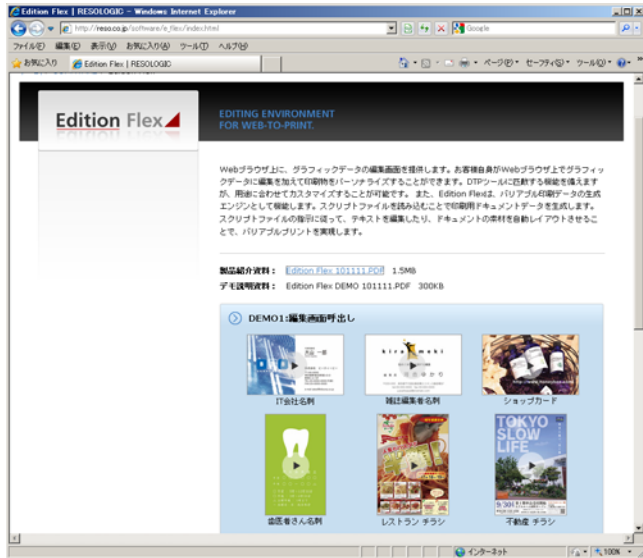 Edition Flex | RESOLOGIC - Windows Internet Explorer
http://reso.co.jp/software/e_flex/index.html
Google
ファイル(F) 編集(E) 表示(V) お気に入り(A) ツール(T) ヘルプ(H)
お気に入り Edition Flex | RESOLOGIC ページ(P) セーフティ(S) ツール(O)
Edition Flex
EDITING ENVIRONMENT
FOR WEB-TO-PRINT.
Webブラウザ上に、グラフィックデータの編集画面を提供します。お客様自身がWebブラウザ上でグラフィッ
クデータに編集を加えて印刷物をパーソナライズすることができます。DTPツールに匹敵する機能を備えます
が、用途に合わせてカスタマイズすることが可能です。 また、Edition Flexは、バリアブル印刷データの生成
エンジンとして機能します。スクリプトファイルを読み込むことで印刷用ドキュメントデータを生成します。
スクリプトファイルの指示に従って、テキストを編集したり、ドキュメントの素材を自動レイアウトさせるこ
とで、バリアブルプリントを実現します。
製品紹介資料： Edition Flex 101111.PDF 1.5MB
デモ説明資料： Edition Flex DEMO 101111.PDF 300KB
DEMO1:編集画面呼出し
kirameki
IT会社名刺 雑誌編集者名刺 ショップカード
TOKYO
SLOW
LIFE
9/30
歯医者さん名刺 レストラン チラシ 不動産 チラシ
インターネット 100%